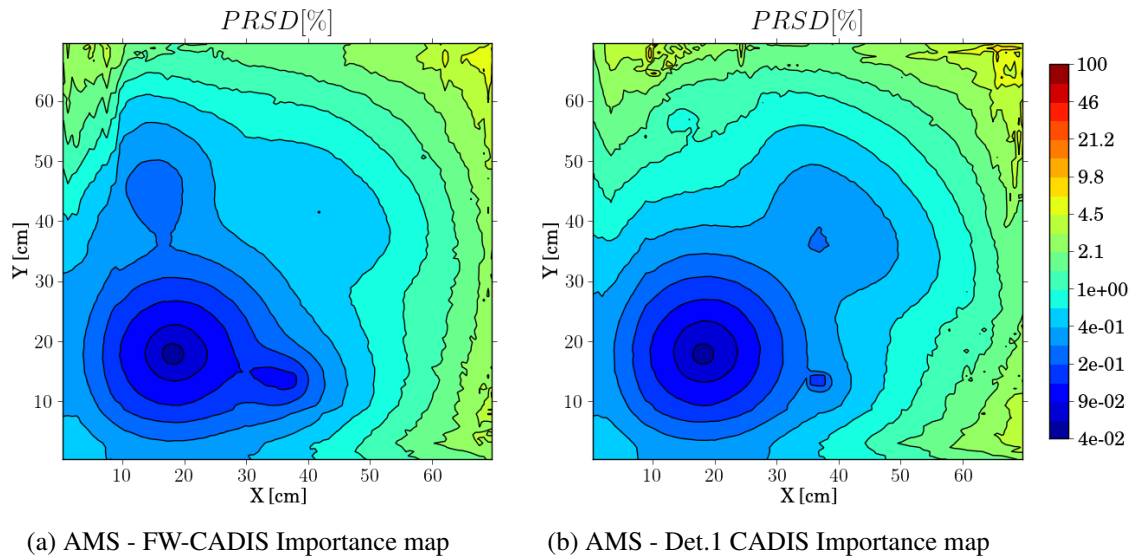 PRSD[%]
PRSD[%]
60
50
40
30
20
10
Y [cm]
10 20 30 40 50 60
X [cm]
60
50
40
30
20
10
Y [cm]
10 20 30 40 50 60
X [cm]
100
46
21.2
9.8
4.5
2.1
1e+00
4e-01
2e-01
9e-02
4e-02
(a) AMS - FW-CADIS Importance map
(b) AMS - Det.1 CADIS Importance map